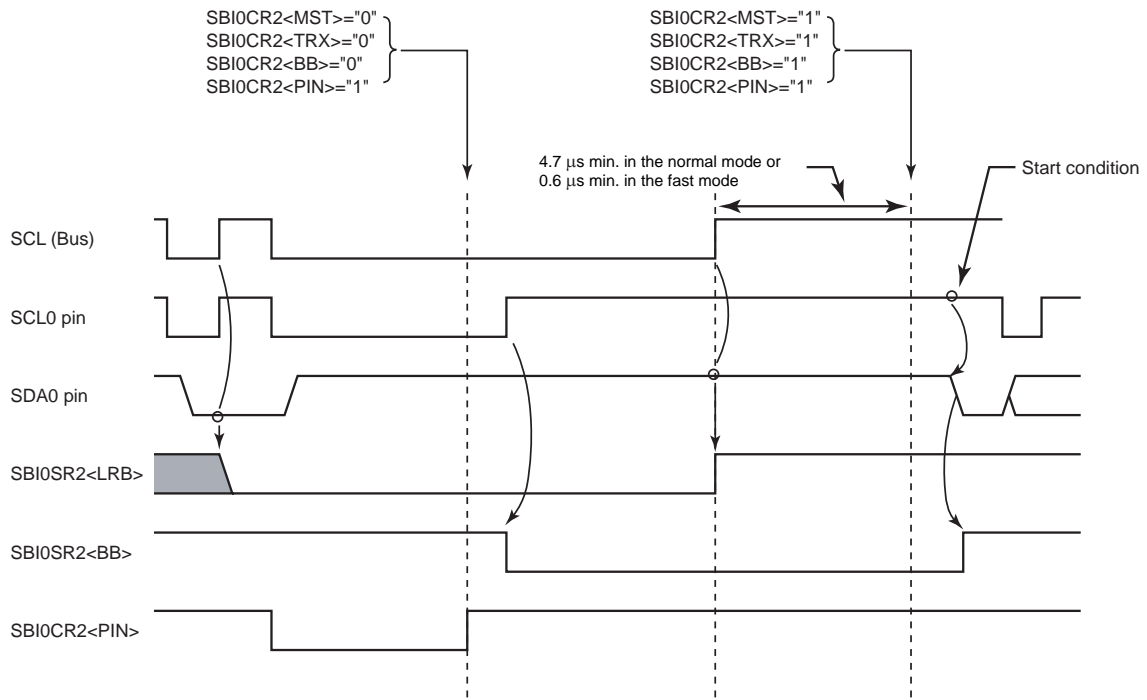 SBI0CR2<MST>="0"
SBI0CR2<TRX>="0"
SBI0CR2<BB>="0"
SBI0CR2<PIN>="1"
SBI0CR2<MST>="1"
SBI0CR2<TRX>="1"
SBI0CR2<BB>="1"
SBI0CR2<PIN>="1"
4.7 μs min. in the normal mode or
0.6 μs min. in the fast mode
Start condition
SCL (Bus)
SCL0 pin
SDA0 pin
SBI0SR2<LRB>
SBI0SR2<BB>
SBI0CR2<PIN>